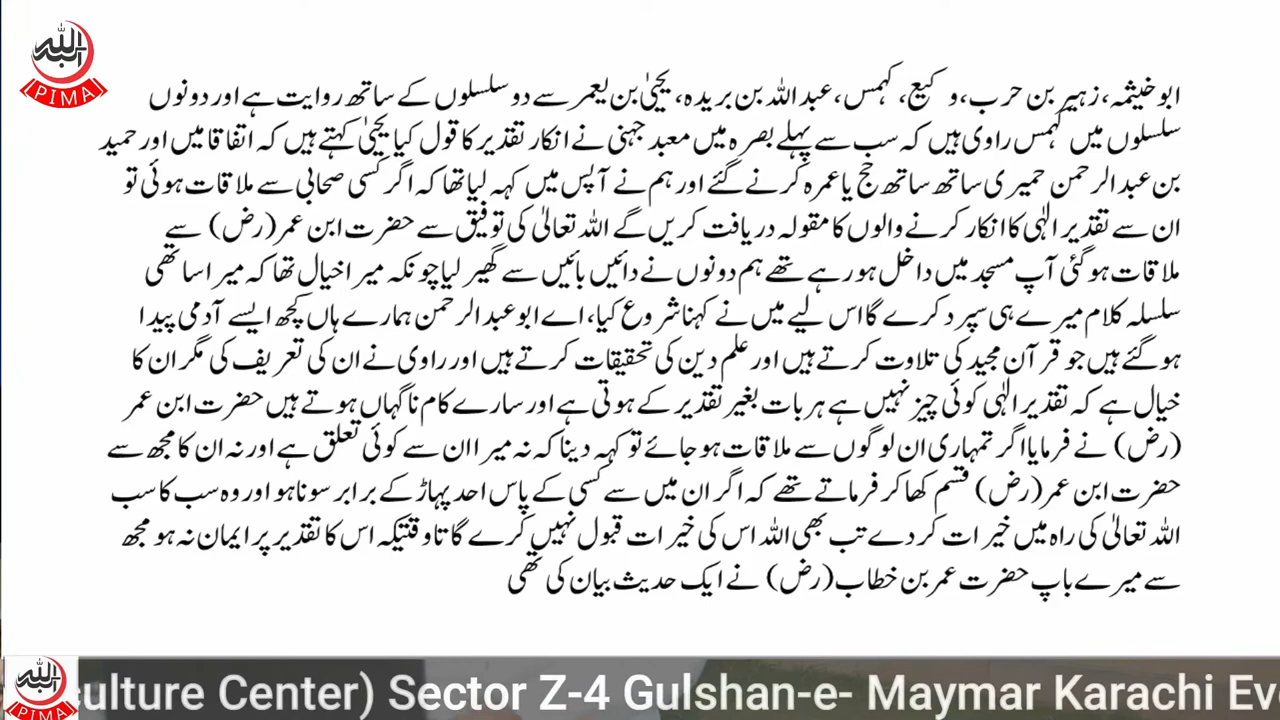 اللہ اکبر
PIMA
ابوخیثمہ، زہیر بن حرب، وکیع، کہمس، عبداللہ بن بریدہ، یحییٰ بن یعمر سے دو سلسلوں کے ساتھ روایت ہے اور دونوں
سلسلوں میں کہمس راوی ہیں کہ سب سے پہلے بصرہ میں معبد جہنی نے انکار تقدیر کا قول کیا یحییٰ کہتے ہیں کہ اتفاقا میں اور حمید
بن عبدالرحمن حمیری ساتھ ساتھ حج یا عمرہ کرنے گئے اور ہم نے آپس میں کہہ لیا تھا کہ اگر کسی صحابی سے ملاقات ہوئی تو
ان سے تقدیر الٰہی کا انکار کرنے والوں کا مقولہ دریافت کریں گے اللہ تعالیٰ کی توفیق سے حضرت ابن عمر (رض) سے
ملاقات ہوگئی آپ مسجد میں داخل ہو رہے تھے ہم دونوں نے دائیں بائیں سے گھیر لیا چونکہ میرا خیال تھا کہ میرا ساتھی
سلسلہ کلام میرے ہی سپرد کرے گا اس لیے میں نے کہنا شروع کیا، اے ابوعبدالرحمن ہمارے ہاں کچھ ایسے آدمی پیدا
ہوگئے ہیں جو قرآن مجید کی تلاوت کرتے ہیں اور علم دین کی تحقیقات کرتے ہیں اور راوی نے ان کی تعریف کی مگر ان کا
خیال ہے کہ تقدیر الٰہی کوئی چیز نہیں ہے ہر بات بغیر تقدیر کے ہوتی ہے اور سارے کام ناگہاں ہوتے ہیں حضرت ابن عمر
(رض) نے فرمایا اگر تمہاری ان لوگوں سے ملاقات ہو جائے تو کہہ دینا کہ نہ میرا ان سے کوئی تعلق ہے اور نہ ان کا مجھ سے
حضرت ابن عمر (رض) قسم کھا کر فرماتے تھے کہ اگر ان میں سے کسی کے پاس احد پہاڑ کے برابر سونا ہو اور وہ سب کا سب
اللہ تعالیٰ کی راہ میں خیرات کر دے تب بھی اللہ اس کی خیرات قبول نہیں کرے گا تاوقتیکہ اس کا تقدیر پر ایمان نہ ہو مجھ
سے میرے باپ حضرت عمر بن خطاب (رض) نے ایک حدیث بیان کی تھی
culture Center) Sector Z-4 Gulshan-e- Maymar Karachi Ev
اللہ اکبر
PIMA